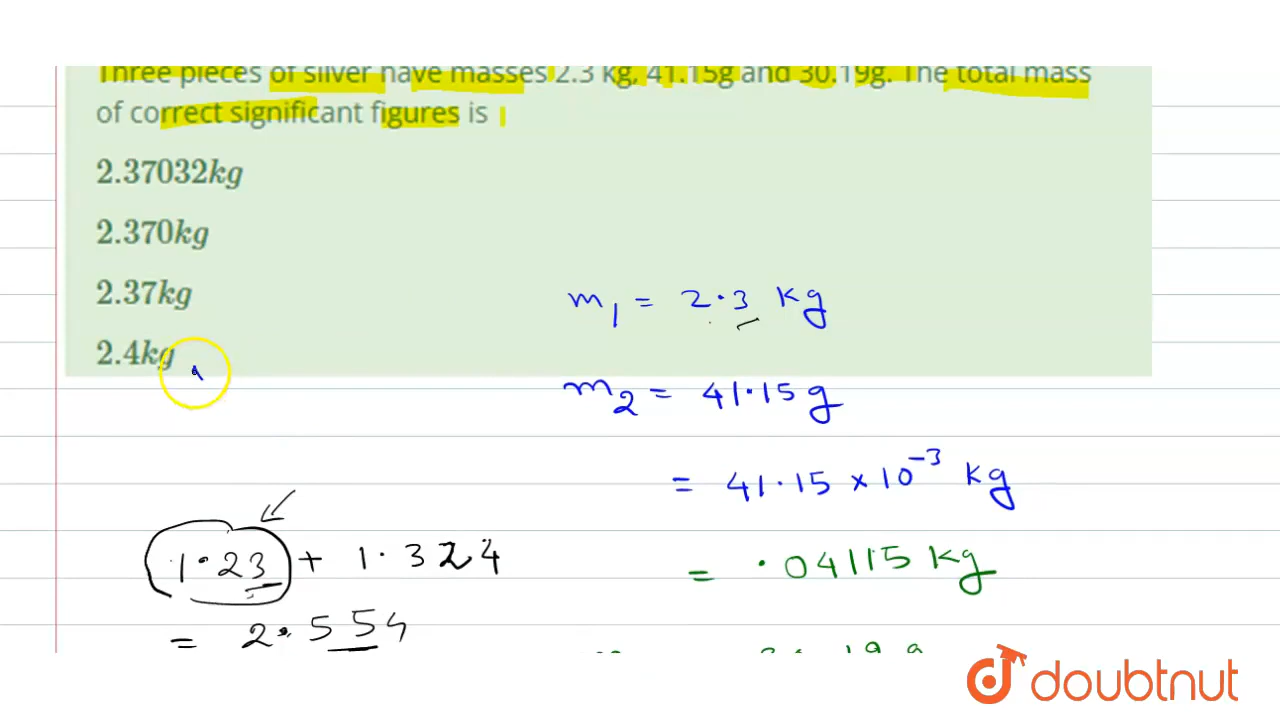 Three pieces of silver have masses 2.3 kg, 41.15g and 30.19g. The total mass
of correct significant figures is
2.37032kg
2.370kg
2.37kg
2.4kg
m₁ = 2.3 kg
m₂ = 41.15 g
= 41.15 × 10⁻³ kg
1.23 + 1.324
= .04115 kg
= 2.554
doubtnut